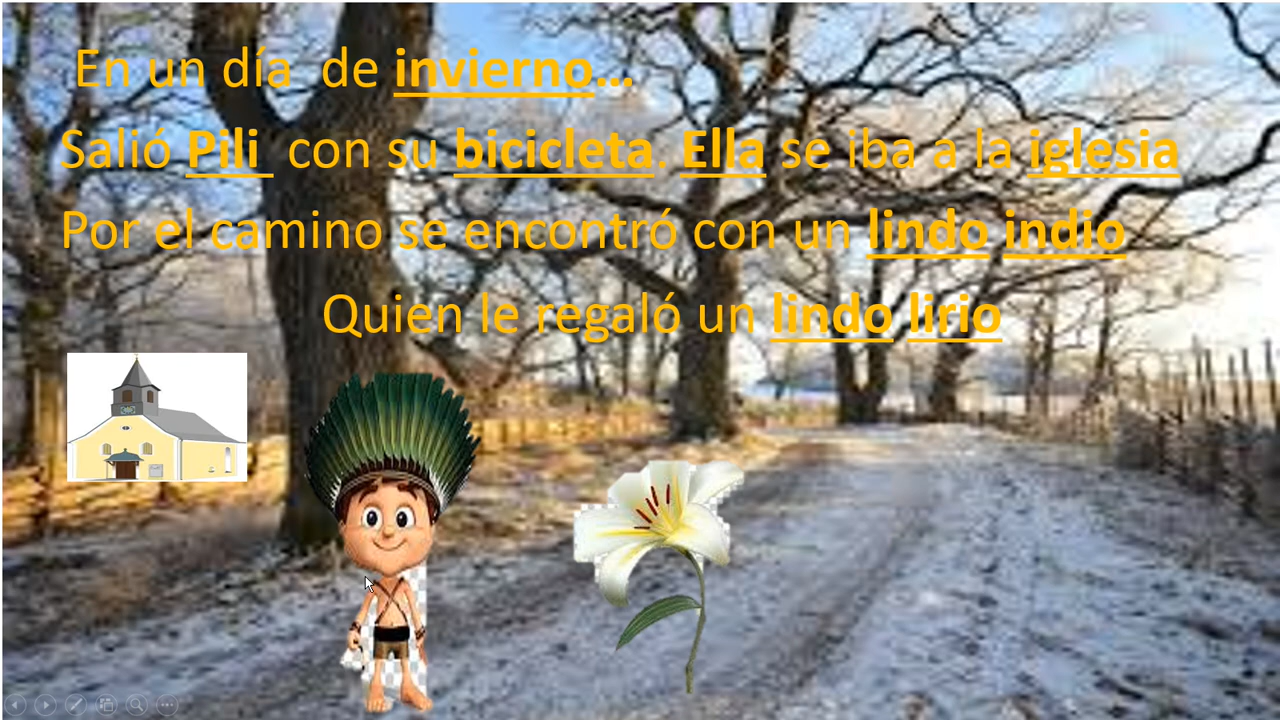 En un día de invierno...
Salió Pili con su bicicleta. Ella se iba a la iglesia
Por el camino se encontró con un lindo indio
Quien le regaló un lindo lirio